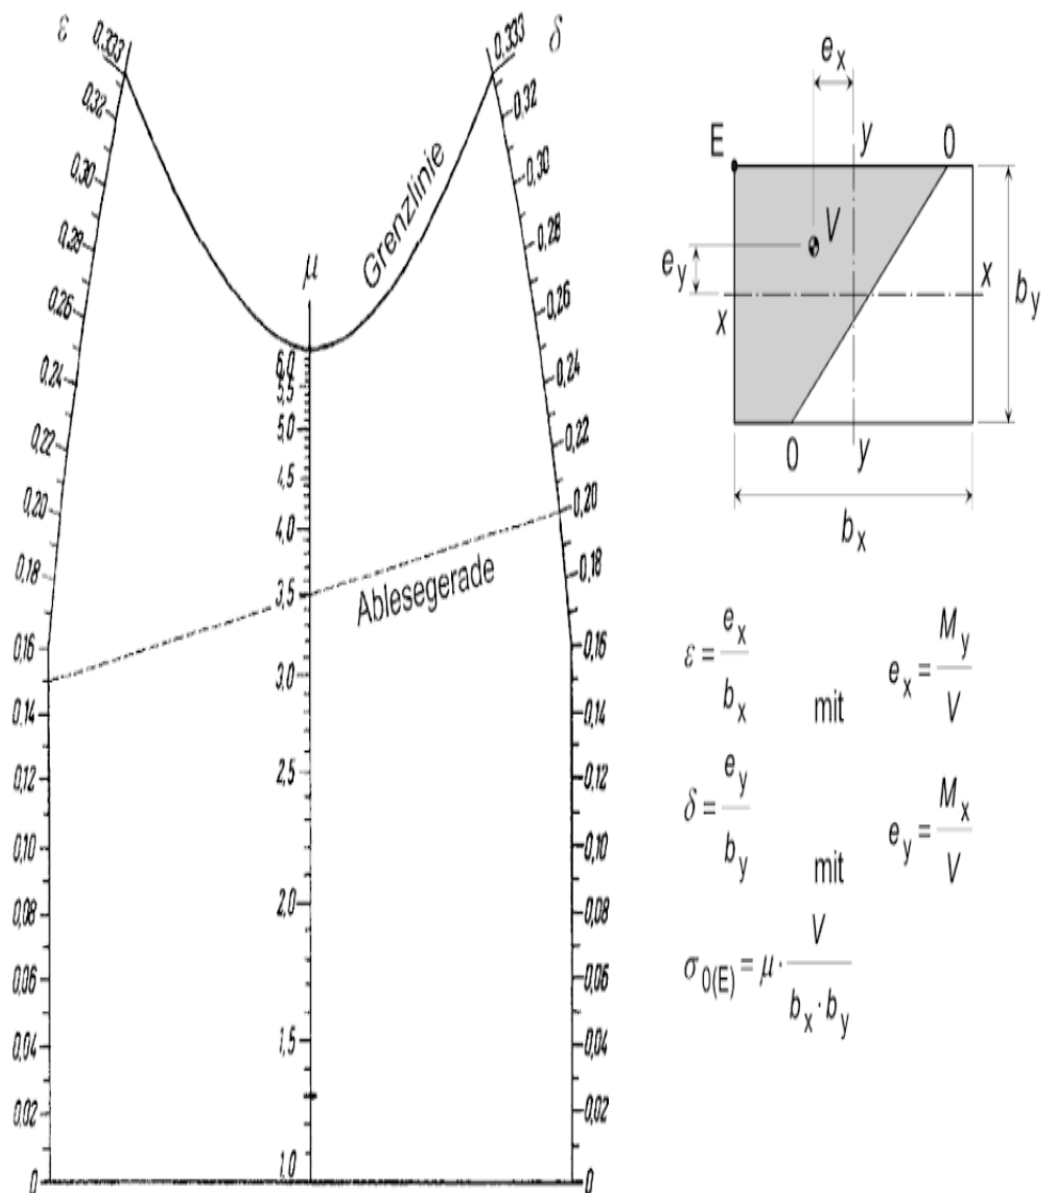 ε
0,333
0,32
0,30
0,28
0,26
0,24
0,22
0,20
0,18
0,16
0,14
0,12
0,10
0,08
0,06
0,04
0,02
0
μ
6,0
5,5
5,0
4,5
4,0
3,5
3,0
2,5
2,0
1,5
1,0
Grenzlinie
Ablesegerade
δ
0,333
0,32
0,30
0,28
0,26
0,24
0,22
0,20
0,18
0,16
0,14
0,12
0,10
0,08
0,06
0,04
0,02
0
e_x
E
y
0
V
e_y
x
x
b_y
0
y
b_x
ε = e_x / b_x mit e_x = M_y / V
δ = e_y / b_y mit e_y = M_x / V
σ_0(E) = μ · V / b_x · b_y